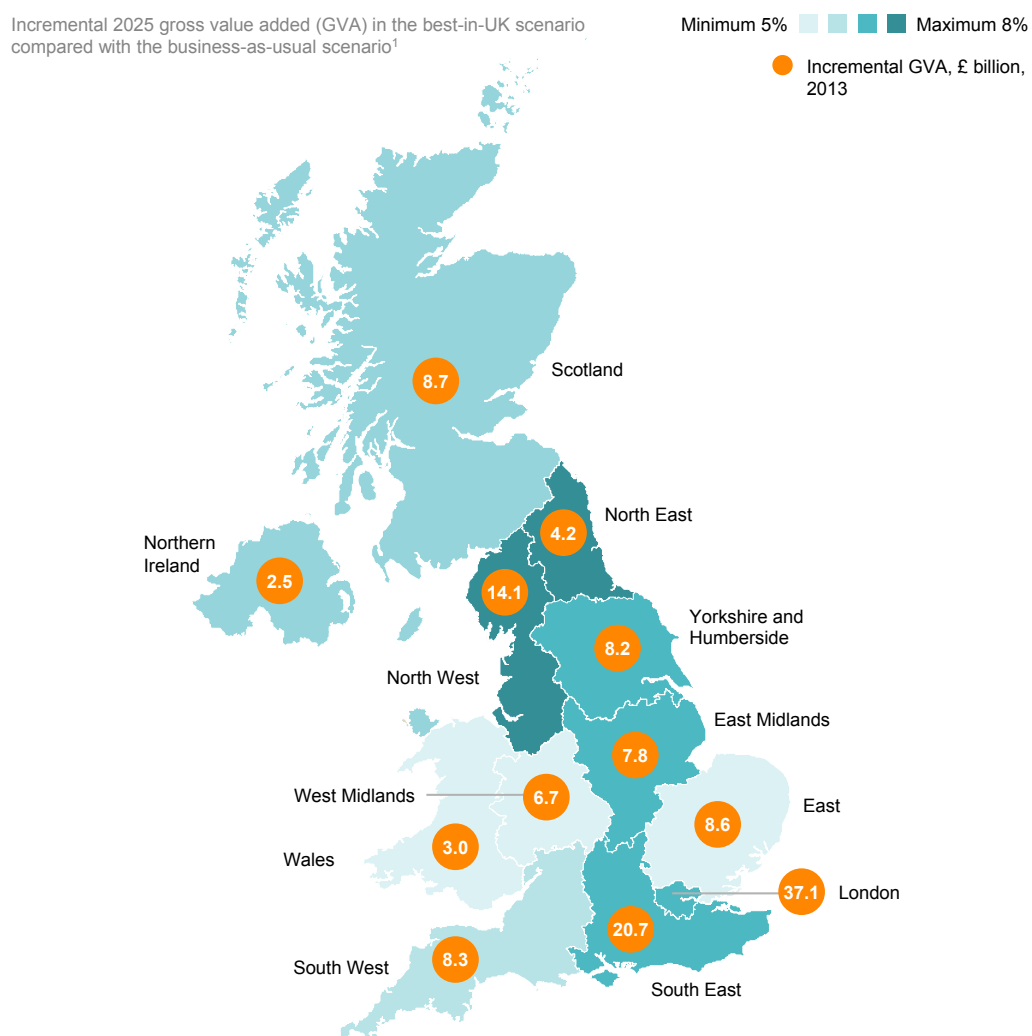 Incremental 2025 gross value added (GVA) in the best-in-UK scenario
compared with the business-as-usual scenario¹
Minimum 5%
Maximum 8%
Incremental GVA, £ billion,
2013
Scotland
8.7
North East
4.2
Northern
Ireland
2.5
14.1
Yorkshire and
Humberside
8.2
North West
East Midlands
7.8
West Midlands
6.7
East
8.6
Wales
3.0
37.1
London
20.7
South West
8.3
South East